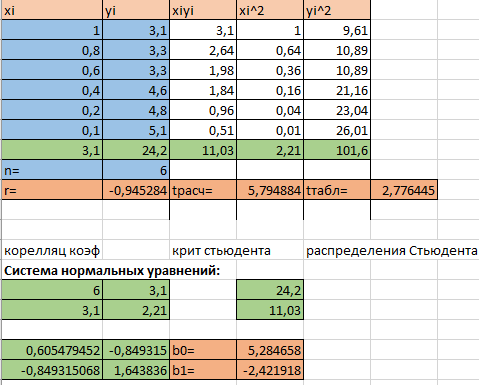 xi yi xiyi xi^2 yi^2
1 3,1 3,1 1 9,61
0,8 3,3 2,64 0,64 10,89
0,6 3,3 1,98 0,36 10,89
0,4 4,6 1,84 0,16 21,16
0,2 4,8 0,96 0,04 23,04
0,1 5,1 0,51 0,01 26,01
3,1 24,2 11,03 2,21 101,6
n= 6
r= -0,945284 tрасч= 5,794884 tтабл= 2,776445
корелляц коэф крит стьюдента распределения Стьюдента
Система нормальных уравнений:
6 3,1 24,2
3,1 2,21 11,03
0,605479452 -0,849315 b0= 5,284658
-0,849315068 1,643836 b1= -2,421918